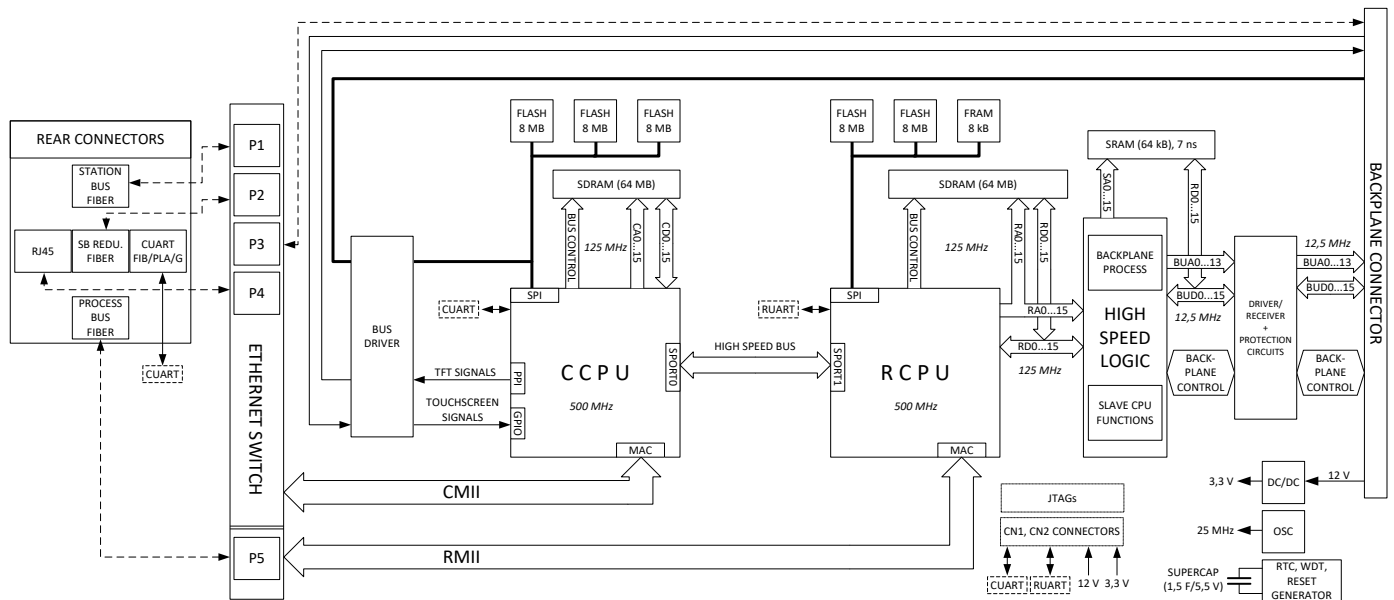 REAR CONNECTORS
STATION
BUS
FIBER
RJ45
SB REDU.
FIBER
CUART
FIB/PLA/G
PROCESS
BUS
FIBER
CUART
P1
P2
P3
P4
ETHERNET SWITCH
P5
BUS
DRIVER
TFT SIGNALS
TOUCHSCREEN
SIGNALS
CMII
RMII
FLASH
8 MB
FLASH
8 MB
FLASH
8 MB
SDRAM (64 MB)
BUS CONTROL
125 MHz
CA0...15
CD0...15
CUART
SPI
PPI
GPIO
SPORT0
MAC
CCPU
500 MHz
HIGH SPEED BUS
FLASH
8 MB
FLASH
8 MB
FRAM
8 kB
SDRAM (64 MB)
BUS CONTROL
125 MHz
RA0...15
RD0...15
RUART
SPI
SPORT1
MAC
RCPU
500 MHz
RA0...15
RD0...15
125 MHz
SRAM (64 kB), 7 ns
SA0...15
RD0...15
BACKPLANE
PROCESS
HIGH
SPEED
LOGIC
SLAVE CPU
FUNCTIONS
BUA0...13
BUD0...15
12,5 MHz
BACK-
PLANE
CONTROL
DRIVER/
RECEIVER
+
PROTECTION
CIRCUITS
12,5 MHz
BUA0...13
BUD0...15
BACK-
PLANE
CONTROL
BACKPLANE CONNECTOR
JTAGs
CN1, CN2 CONNECTORS
CUART
RUART
12 V
3,3 V
3,3 V
DC/DC
12 V
25 MHz
OSC
SUPERCAP
(1,5 F/5,5 V)
RTC, WDT,
RESET
GENERATOR